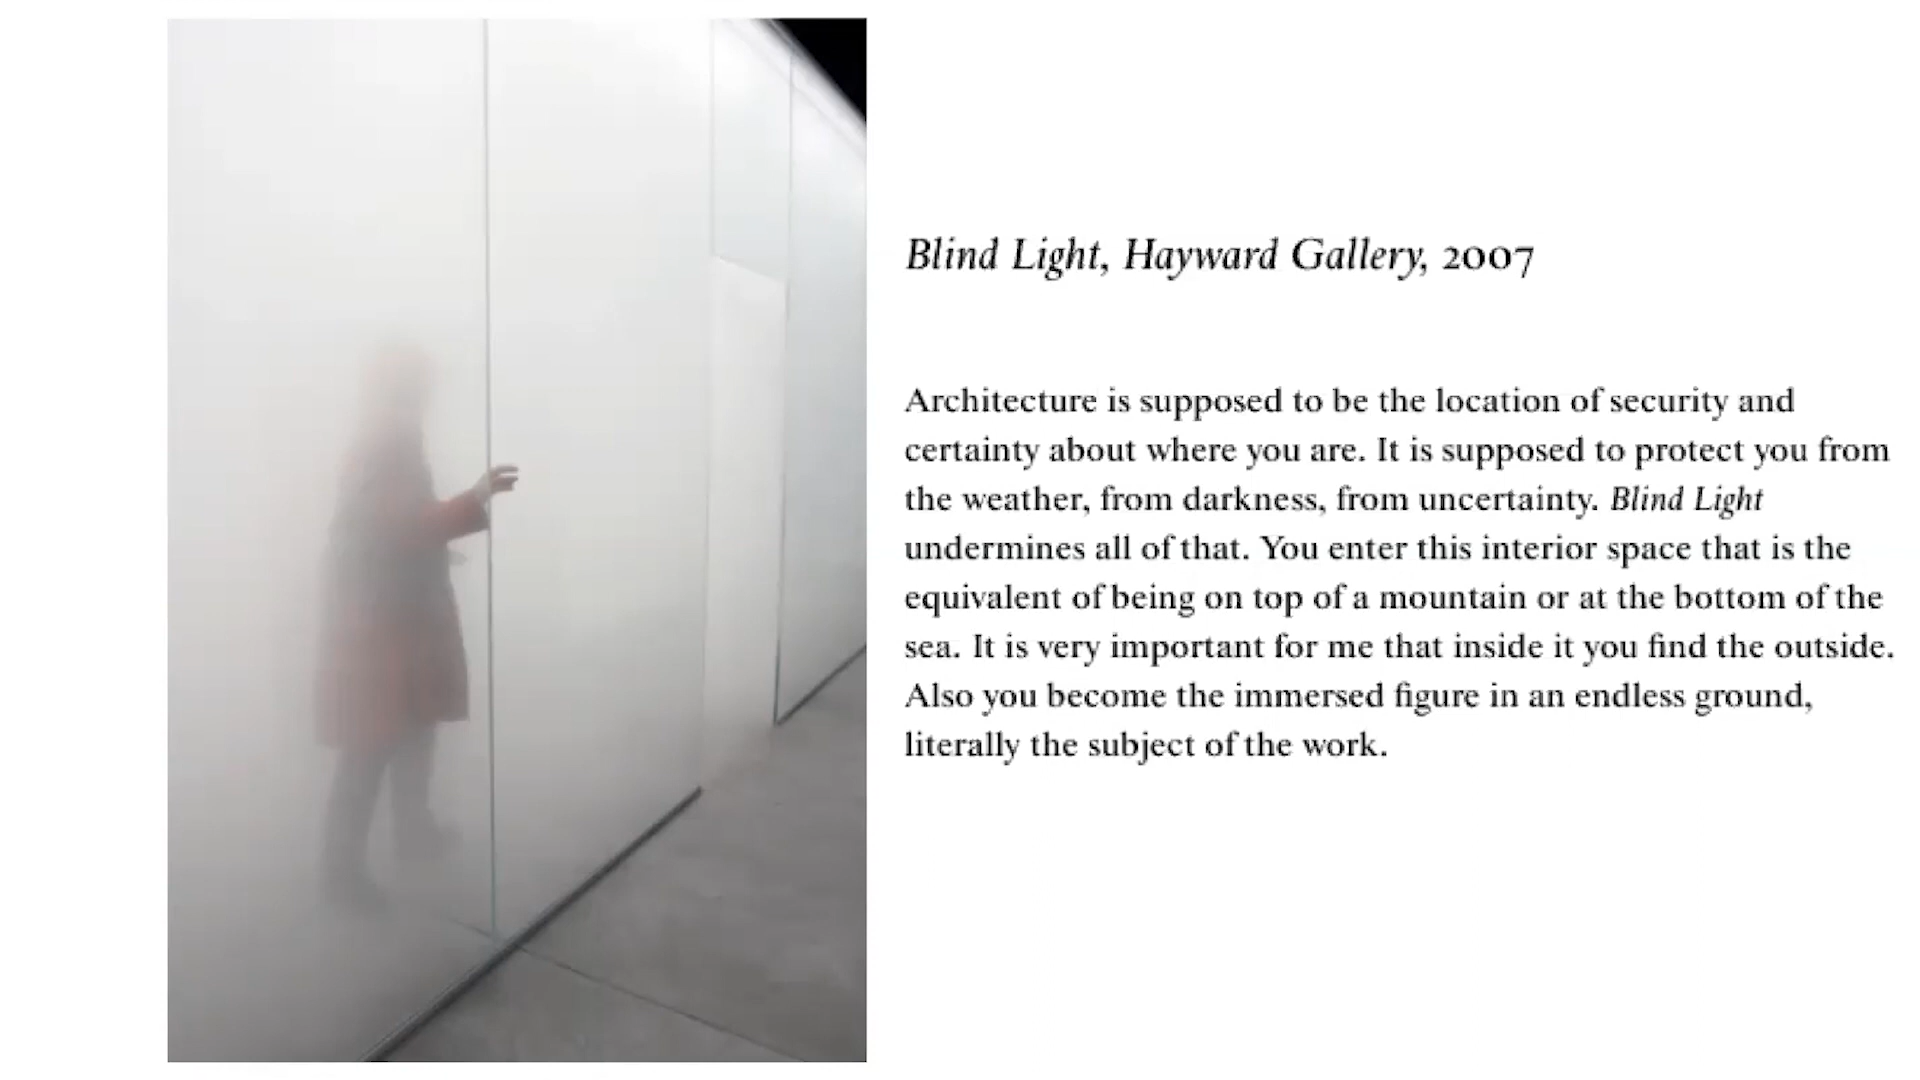 Blind Light, Hayward Gallery, 2007
Architecture is supposed to be the location of security and
certainty about where you are. It is supposed to protect you from
the weather, from darkness, from uncertainty. Blind Light
undermines all of that. You enter this interior space that is the
equivalent of being on top of a mountain or at the bottom of the
sea. It is very important for me that inside it you find the outside.
Also you become the immersed figure in an endless ground,
literally the subject of the work.